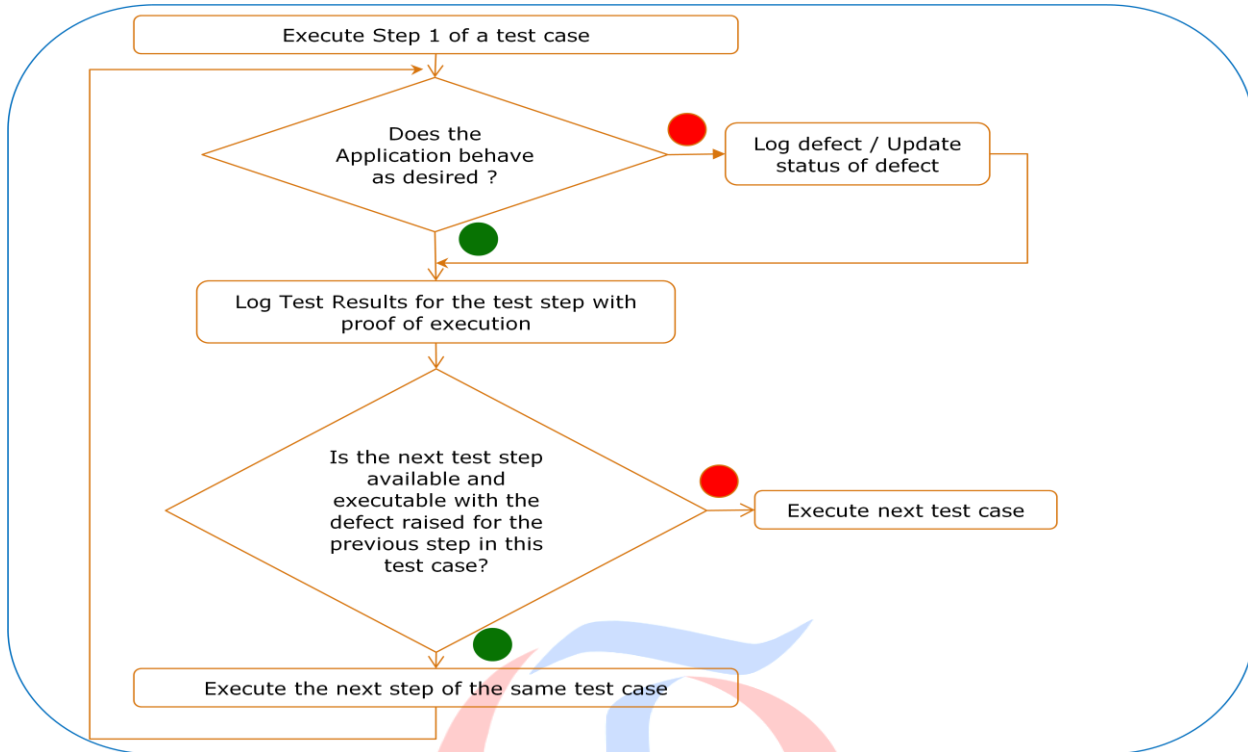 Execute Step 1 of a test case
Does the
Application behave
as desired ?
Log defect / Update
status of defect
Log Test Results for the test step with
proof of execution
Is the next test step
available and
executable with the
defect raised for the
previous step in this
test case?
Execute next test case
Execute the next step of the same test case